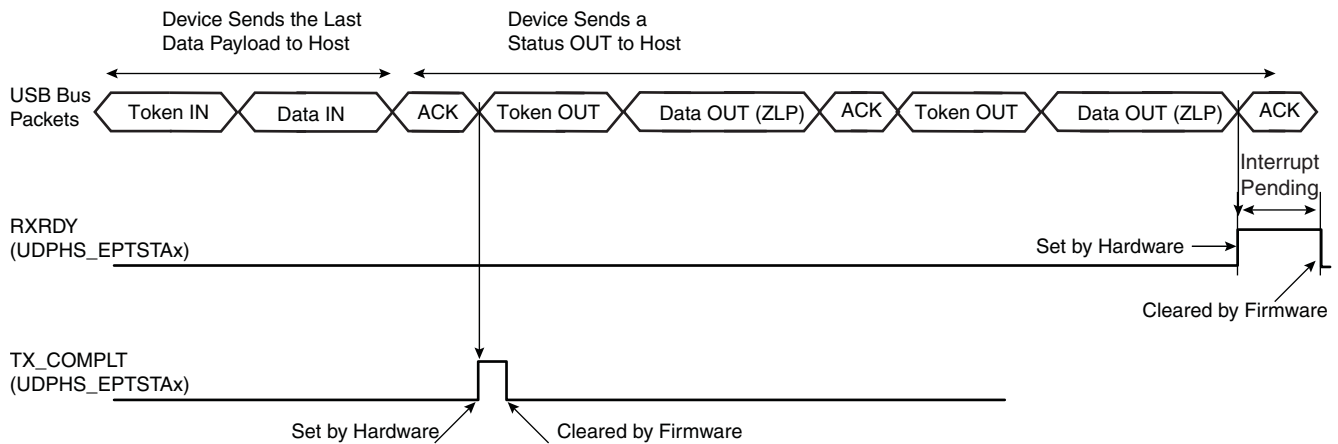 Device Sends the Last
Data Payload to Host
Device Sends a
Status OUT to Host
USB Bus
Packets
Token IN
Data IN
ACK
Token OUT
Data OUT (ZLP)
ACK
Token OUT
Data OUT (ZLP)
ACK
Interrupt
Pending
RXRDY
(UDPHS_EPTSTAx)
Set by Hardware
Cleared by Firmware
TX_COMPLT
(UDPHS_EPTSTAx)
Set by Hardware
Cleared by Firmware